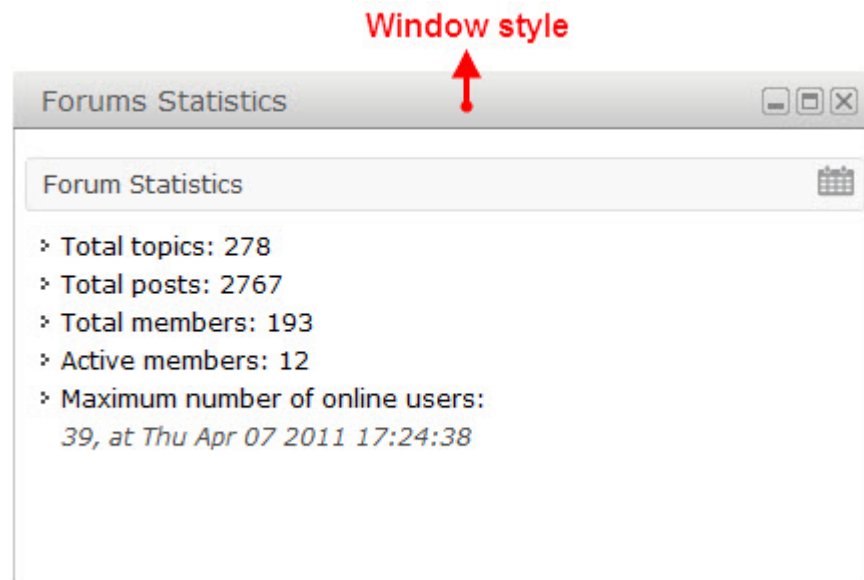 Window style
Forums Statistics
Forum Statistics
Total topics: 278
Total posts: 2767
Total members: 193
Active members: 12
Maximum number of online users:
39, at Thu Apr 07 2011 17:24:38